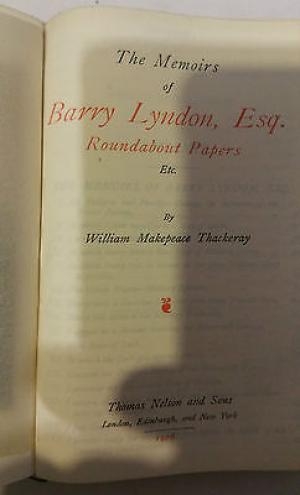 The Memoirs
of
Barry Lyndon, Esq.
Roundabout Papers
Etc.
By
William Makepeace Thackeray
Thomas Nelson and Sons
London, Edinburgh, and New York